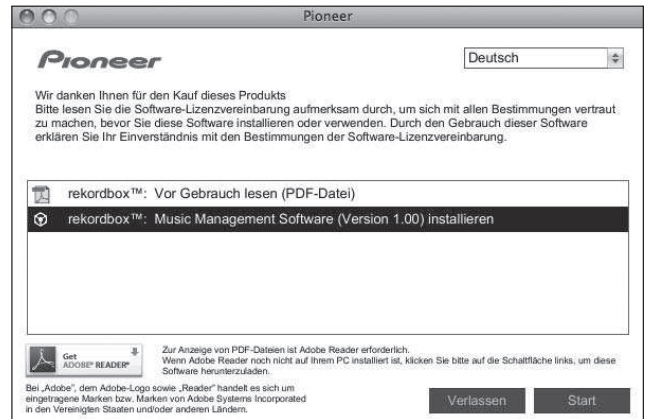 Pioneer
Pioneer
Deutsch
Wir danken Ihnen für den Kauf dieses Produkts
Bitte lesen Sie die Software-Lizenzvereinbarung aufmerksam durch, um sich mit allen Bestimmungen vertraut
zu machen, bevor Sie diese Software installieren oder verwenden. Durch den Gebrauch dieser Software
erklären Sie Ihr Einverständnis mit den Bestimmungen der Software-Lizenzvereinbarung.
rekordbox™: Vor Gebrauch lesen (PDF-Datei)
rekordbox™: Music Management Software (Version 1.00) installieren
Get
ADOBE® READER®
Zur Anzeige von PDF-Dateien ist Adobe Reader erforderlich.
Wenn Adobe Reader noch nicht auf Ihrem PC installiert ist, klicken Sie bitte auf die Schaltfläche links, um diese
Software herunterzuladen.
Bei „Adobe", dem Adobe-Logo sowie „Reader" handelt es sich um
eingetragene Marken bzw. Marken von Adobe Systems Incorporated
in den Vereinigten Staaten und/oder anderen Ländern.
Verlassen
Start